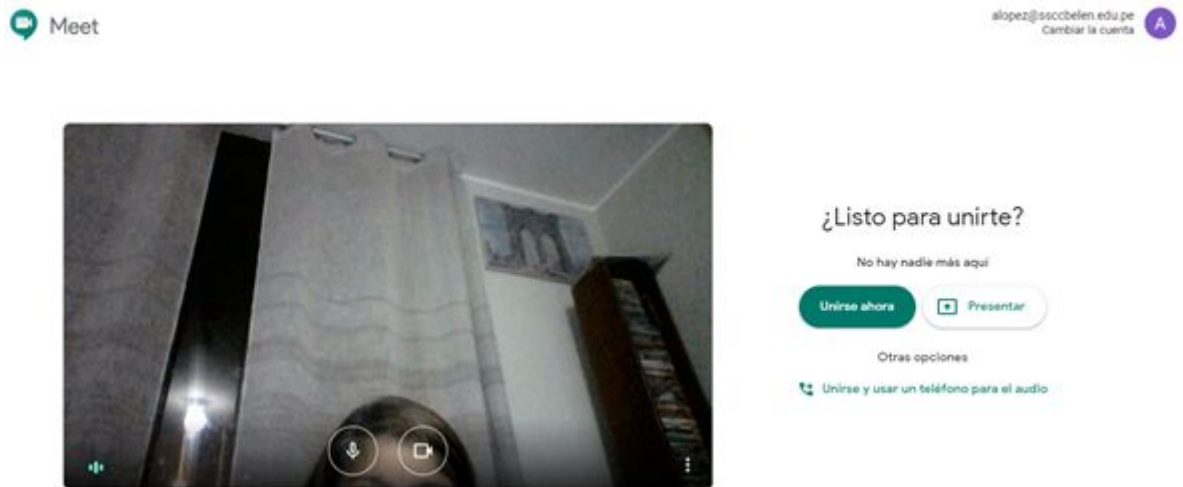 Meet
alopez@ssccbelen.edu.pe
Cambiar la cuenta
A
¿Listo para unirte?
No hay nadie más aquí
Unirse ahora
Presentar
Otras opciones
Unirse y usar un teléfono para el audio